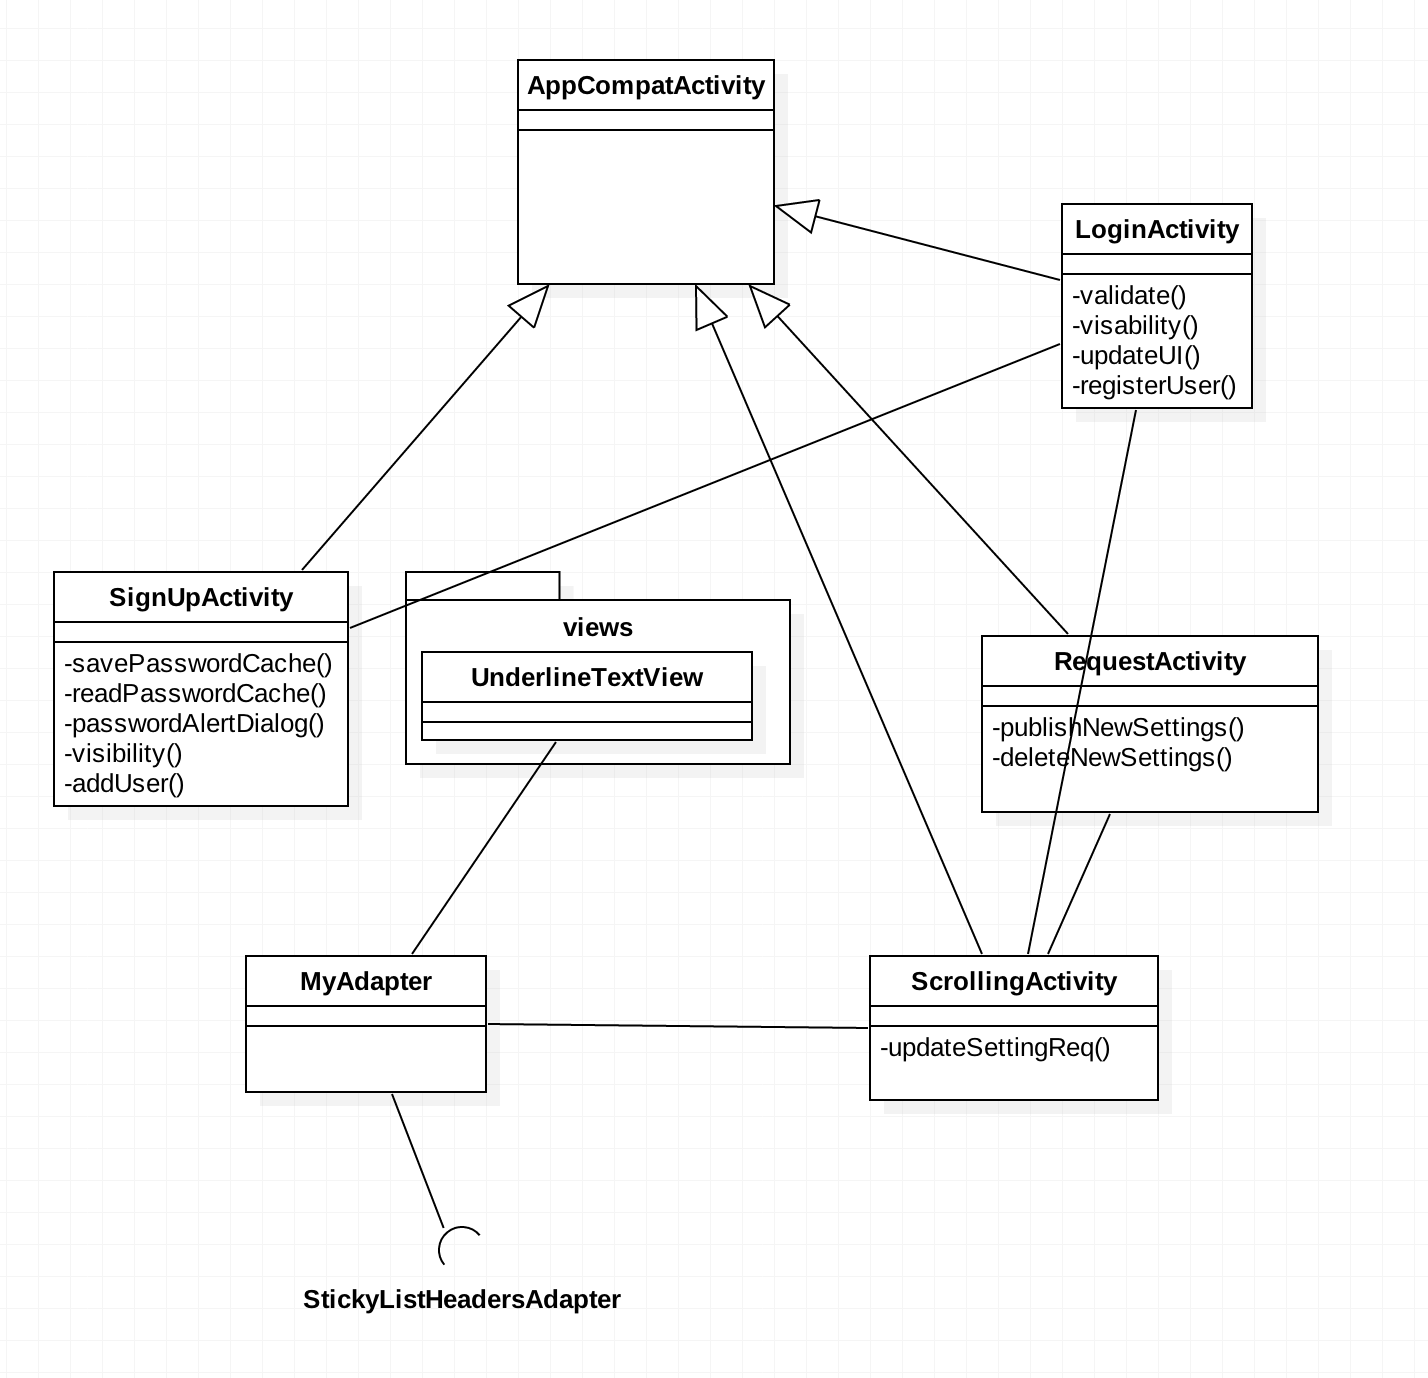 AppCompatActivity
LoginActivity
-validate()
-visability()
-updateUI()
-registerUser()
SignUpActivity
-savePasswordCache()
-readPasswordCache()
-passwordAlertDialog()
-visibility()
-addUser()
views
UnderlineTextView
RequestActivity
-publishNewSettings()
-deleteNewSettings()
MyAdapter
ScrollingActivity
-updateSettingReq()
StickyListHeadersAdapter